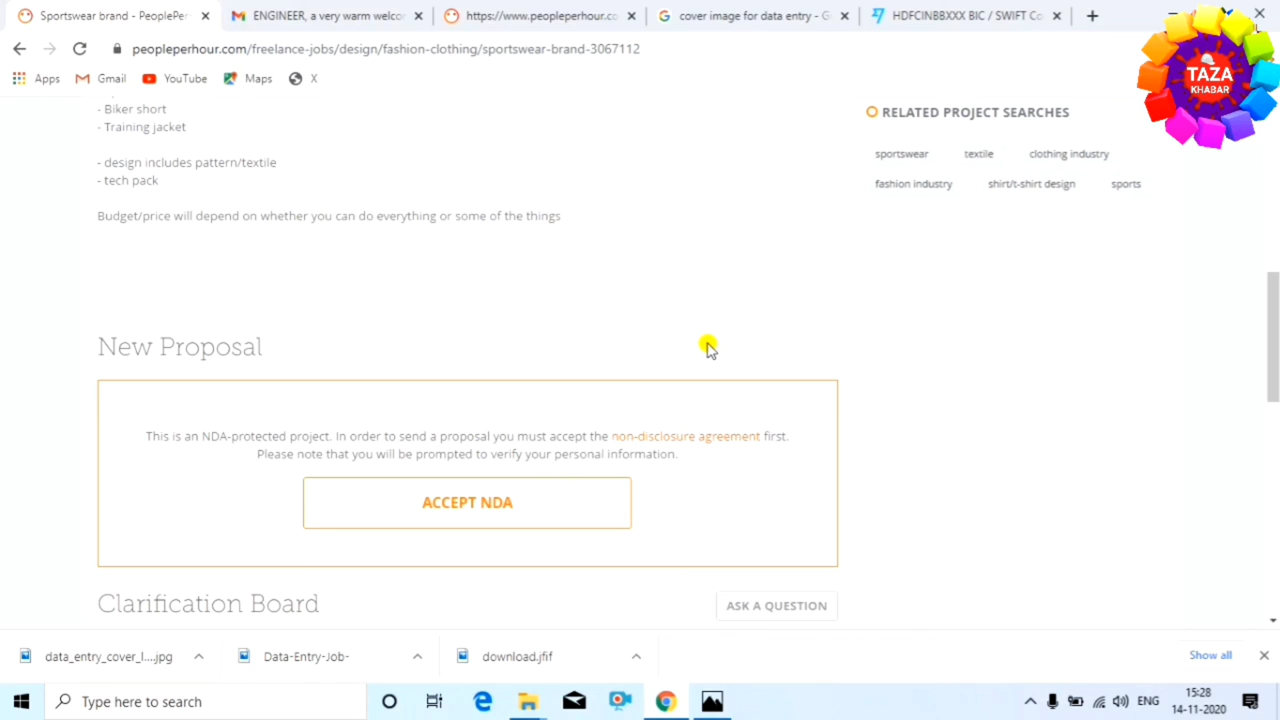 Sportswear brand - PeoplePer
ENGINEER, a very warm welco
https://www.peopleperhour.co
cover image for data entry - G
HDFCINBBXXX BIC / SWIFT Co
peopleperhour.com/freelance-jobs/design/fashion-clothing/sportswear-brand-3067112
Apps
Gmail
YouTube
Maps
X
TAZA
KHABAR
- Biker short
- Training jacket
- design includes pattern/textile
- tech pack
Budget/price will depend on whether you can do everything or some of the things
RELATED PROJECT SEARCHES
sportswear textile clothing industry
fashion industry shirt/t-shirt design sports
New Proposal
This is an NDA-protected project. In order to send a proposal you must accept the non-disclosure agreement first.
Please note that you will be prompted to verify your personal information.
ACCEPT NDA
Clarification Board
ASK A QUESTION
data_entry_cover_l....jpg
Data-Entry-Job-
download.jfif
Show all
Type here to search
ENG
15:28
14-11-2020